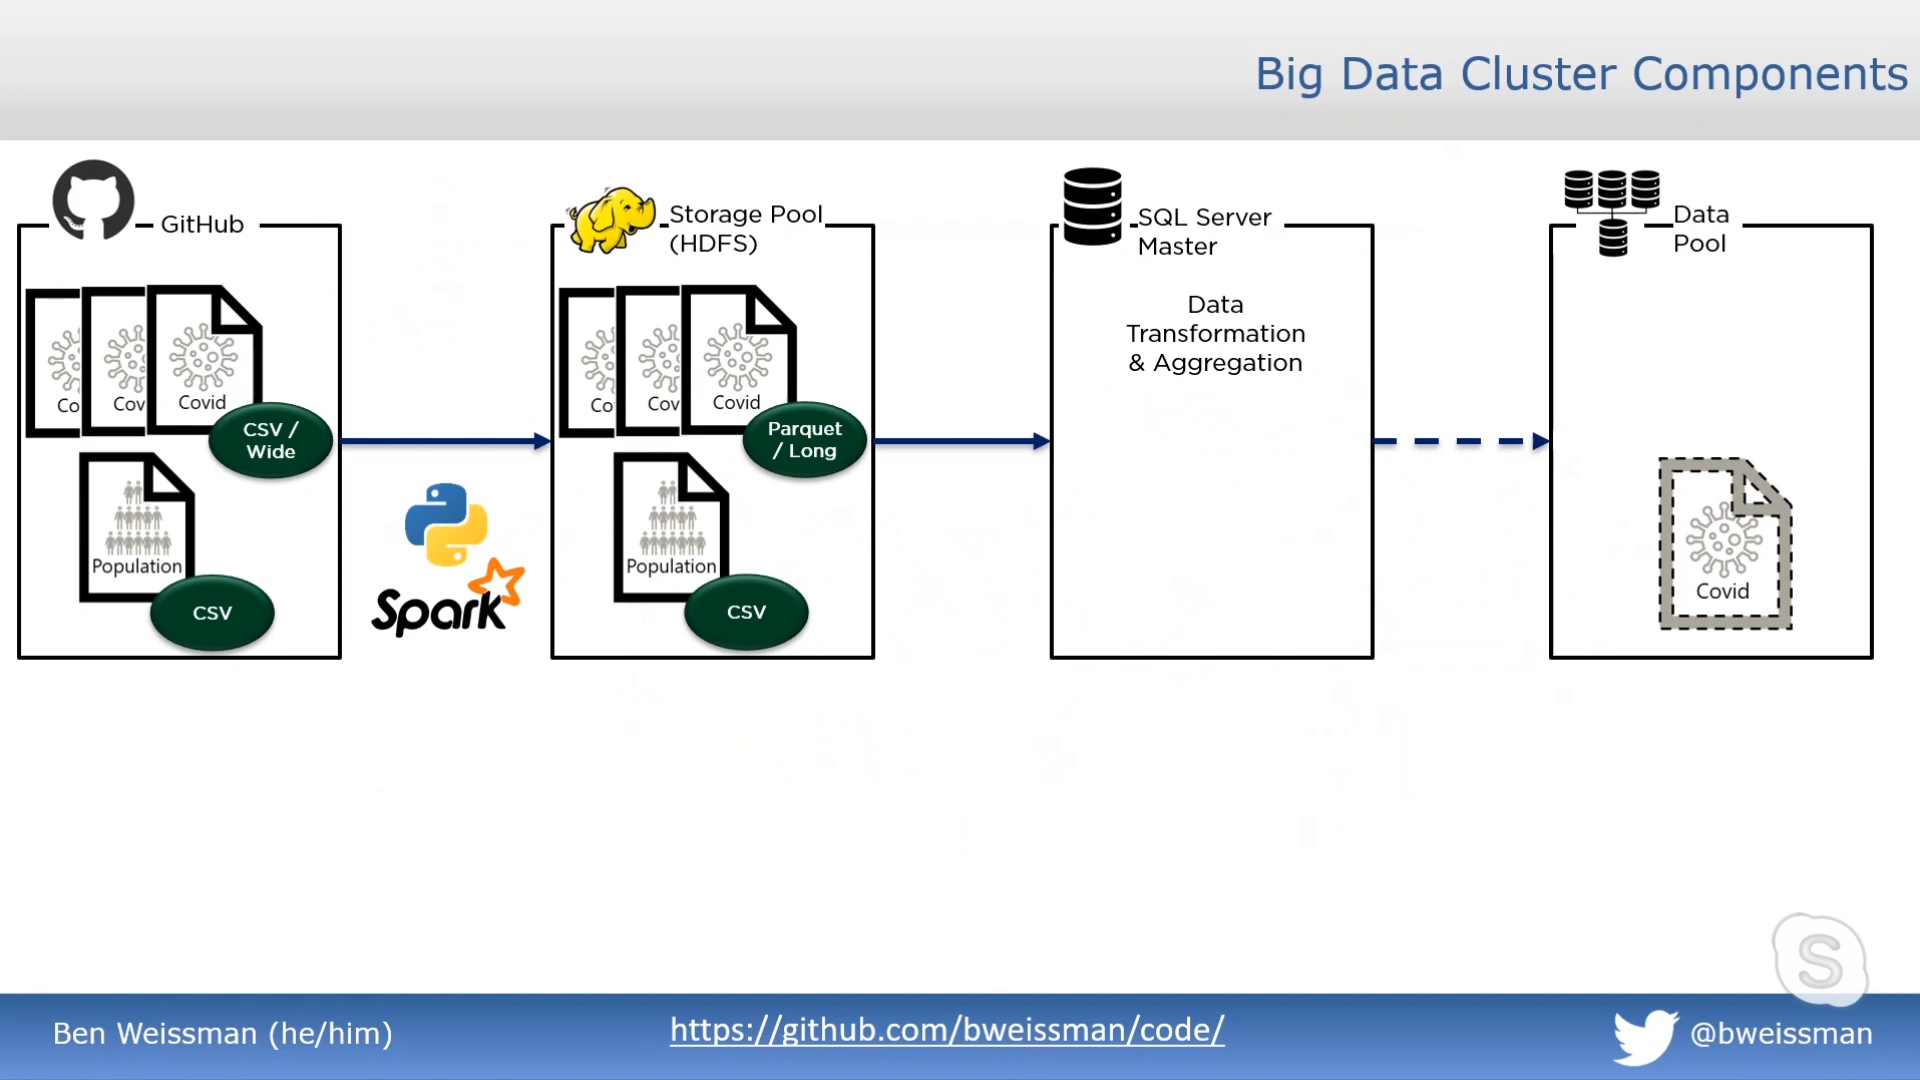 Big Data Cluster Components
GitHub
Co
Cov
Covid
CSV /
Wide
Population
CSV
Spark
Storage Pool
(HDFS)
Co
Cov
Covid
Parquet
/ Long
Population
CSV
SQL Server
Master
Data
Transformation
& Aggregation
Data
Pool
Covid
S
Ben Weissman (he/him)
https://github.com/bweissman/code/
@bweissman